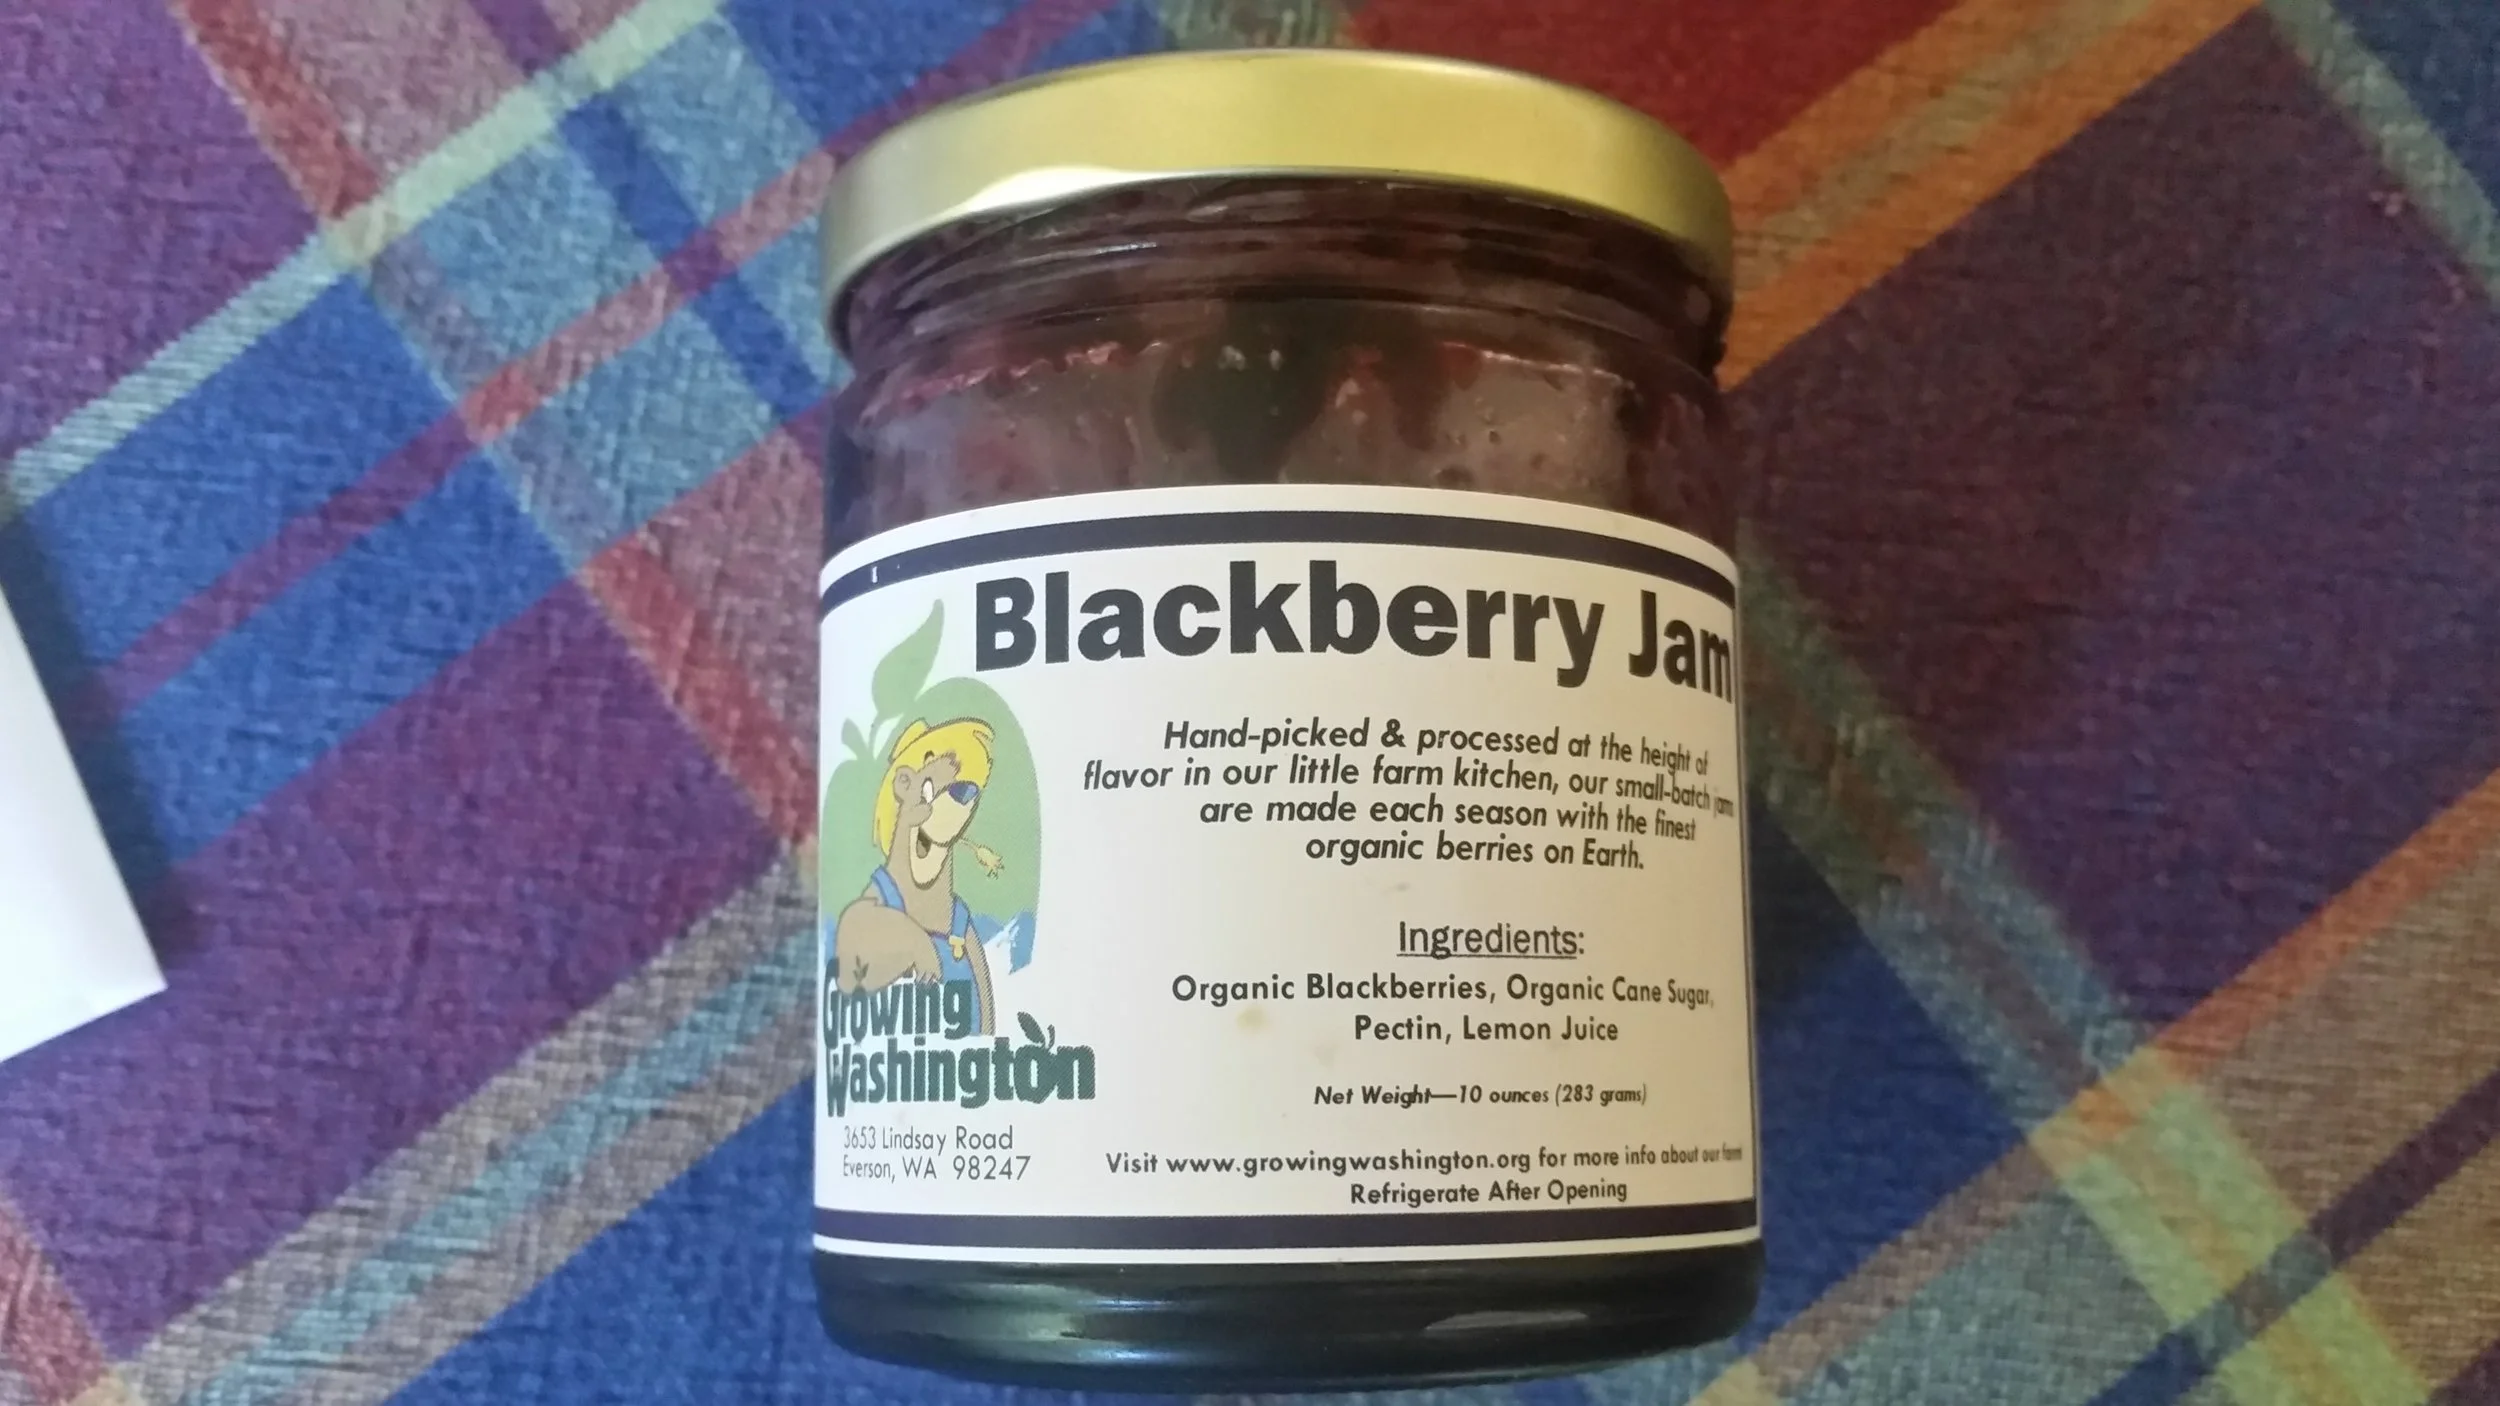 Blackberry Jam
Hand-picked & processed at the height of
flavor in our little farm kitchen, our small-batch jams
are made each season with the finest
organic berries on Earth.
Ingredients:
Organic Blackberries, Organic Cane Sugar,
Pectin, Lemon Juice
Net Weight—10 ounces (283 grams)
Growing
Washington
3653 Lindsay Road
Everson, WA 98247
Visit www.growingwashington.org for more info about our
Refrigerate After Opening